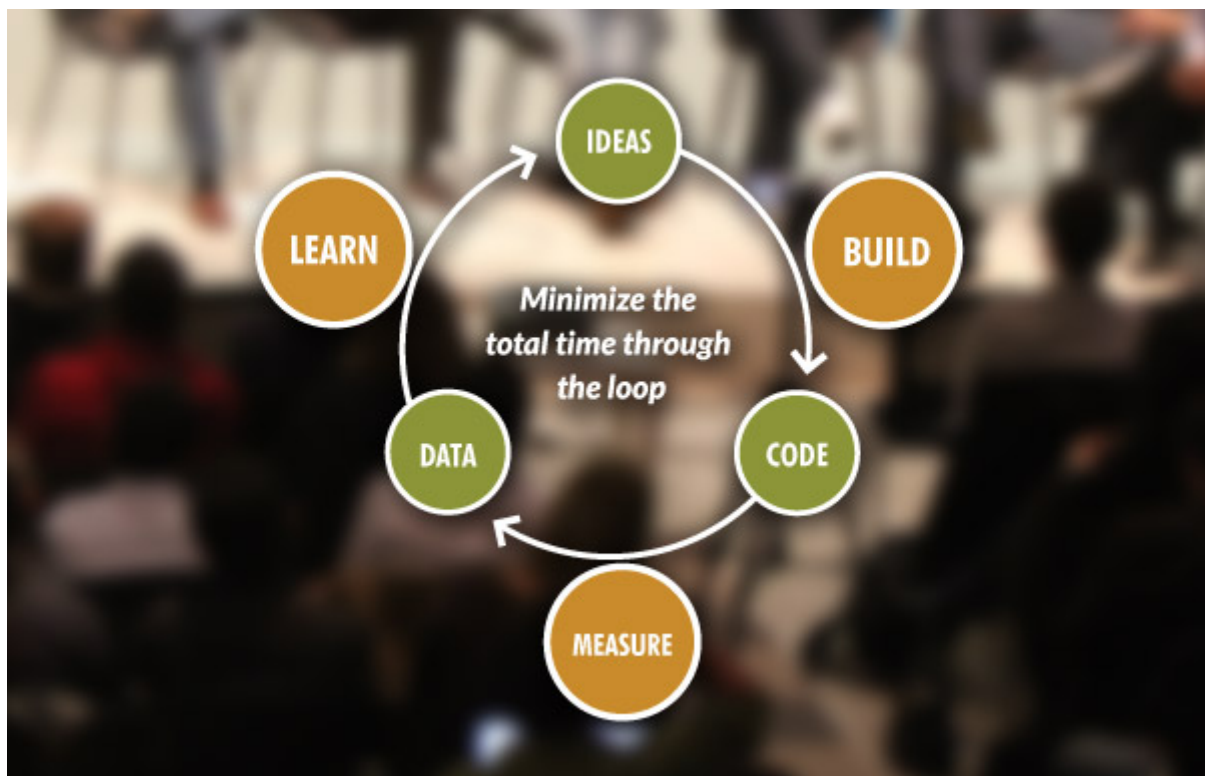 IDEAS
LEARN
BUILD
Minimize the
total time through
the loop
DATA
CODE
MEASURE